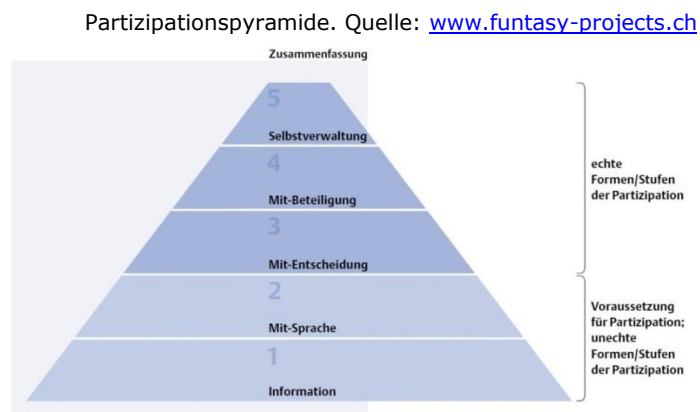 Partizipationspyramide. Quelle: www.funtasy-projects.ch
Zusammenfassung
5
Selbstverwaltung
4
Mit-Beteiligung
3
Mit-Entscheidung
2
Mit-Sprache
1
Information
echte
Formen/Stufen
der Partizipation
Voraussetzung
für Partizipation;
unechte
Formen/Stufen
der Partizipation